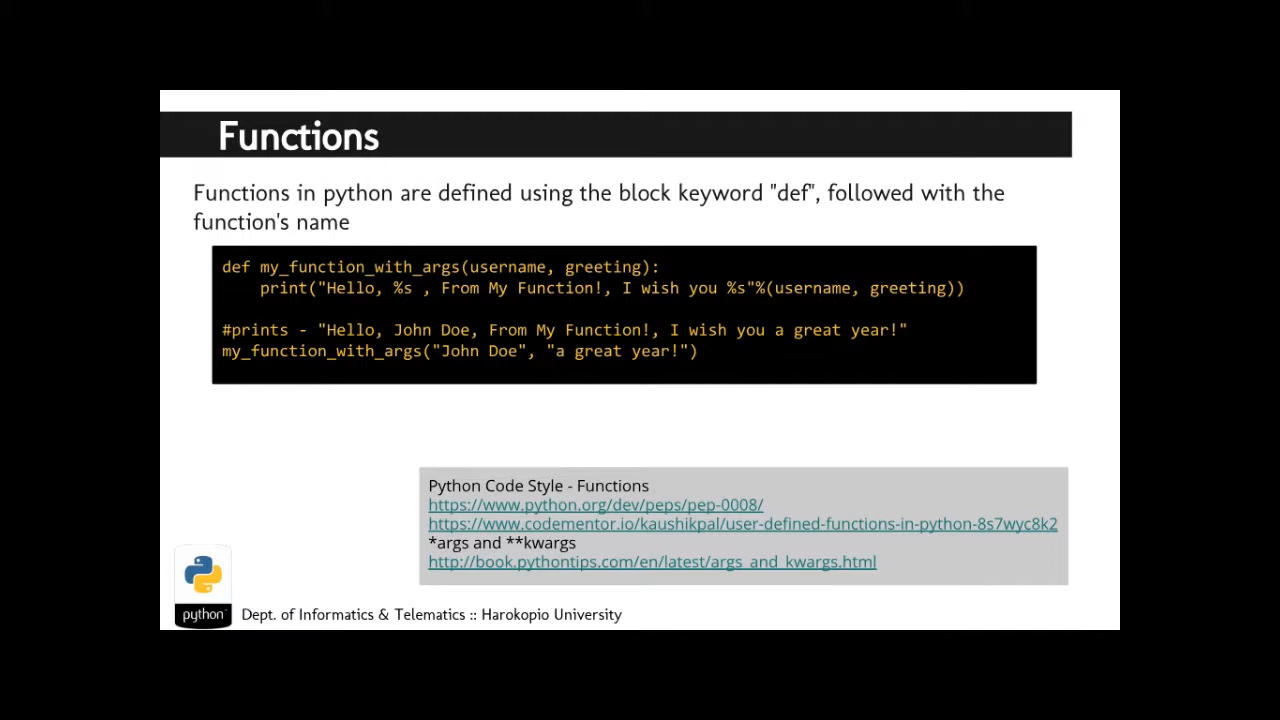 Functions
Functions in python are defined using the block keyword "def", followed with the
function's name
def my_function_with_args(username, greeting):
    print("Hello, %s , From My Function!, I wish you %s"%(username, greeting))
#prints - "Hello, John Doe, From My Function!, I wish you a great year!"
my_function_with_args("John Doe", "a great year!")
Python Code Style - Functions
https://www.python.org/dev/peps/pep-0008/
https://www.codementor.io/kaushikpal/user-defined-functions-in-python-8s7wyc8k2
*args and **kwargs
http://book.pythontips.com/en/latest/args_and_kwargs.html
python
Dept. of Informatics & Telematics :: Harokopio University